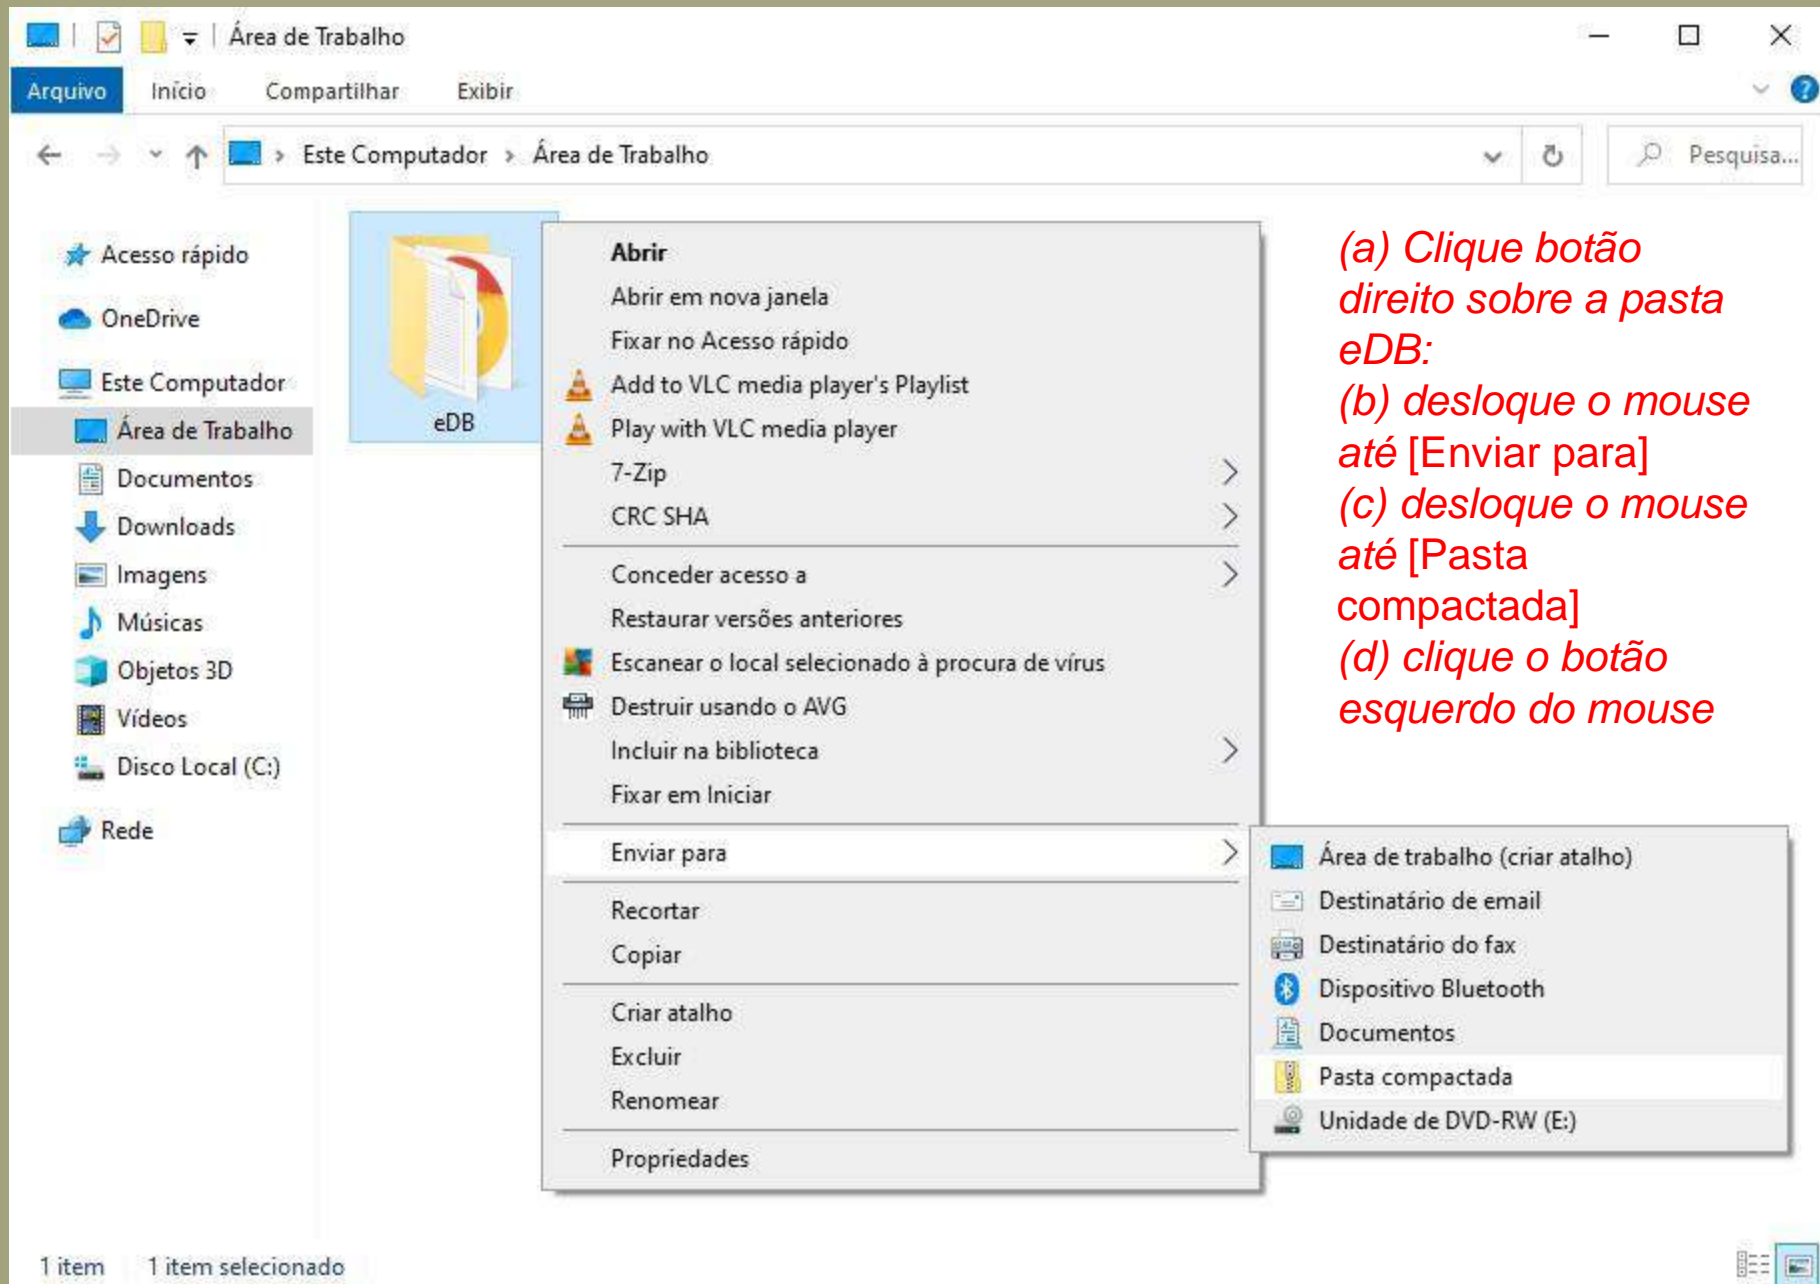 Área de Trabalho
Arquivo Início Compartilhar Exibir
Este Computador Área de Trabalho Pesquisa...
Acesso rápido
OneDrive
Este Computador
Área de Trabalho
Documentos
Downloads
Imagens
Músicas
Objetos 3D
Vídeos
Disco Local (C:)
Rede
eDB
Abrir
Abrir em nova janela
Fixar no Acesso rápido
Add to VLC media player's Playlist
Play with VLC media player
7-Zip
CRC SHA
Conceder acesso a
Restaurar versões anteriores
Escanear o local selecionado à procura de vírus
Destruir usando o AVG
Incluir na biblioteca
Fixar em Iniciar
Enviar para
Recortar
Copiar
Criar atalho
Excluir
Renomear
Propriedades
Área de trabalho (criar atalho)
Destinatário de email
Destinatário do fax
Dispositivo Bluetooth
Documentos
Pasta compactada
Unidade de DVD-RW (E:)
(a) Clique botão
direito sobre a pasta
eDB:
(b) desloque o mouse
até [Enviar para]
(c) desloque o mouse
até [Pasta
compactada]
(d) clique o botão
esquerdo do mouse
1 item 1 item selecionado